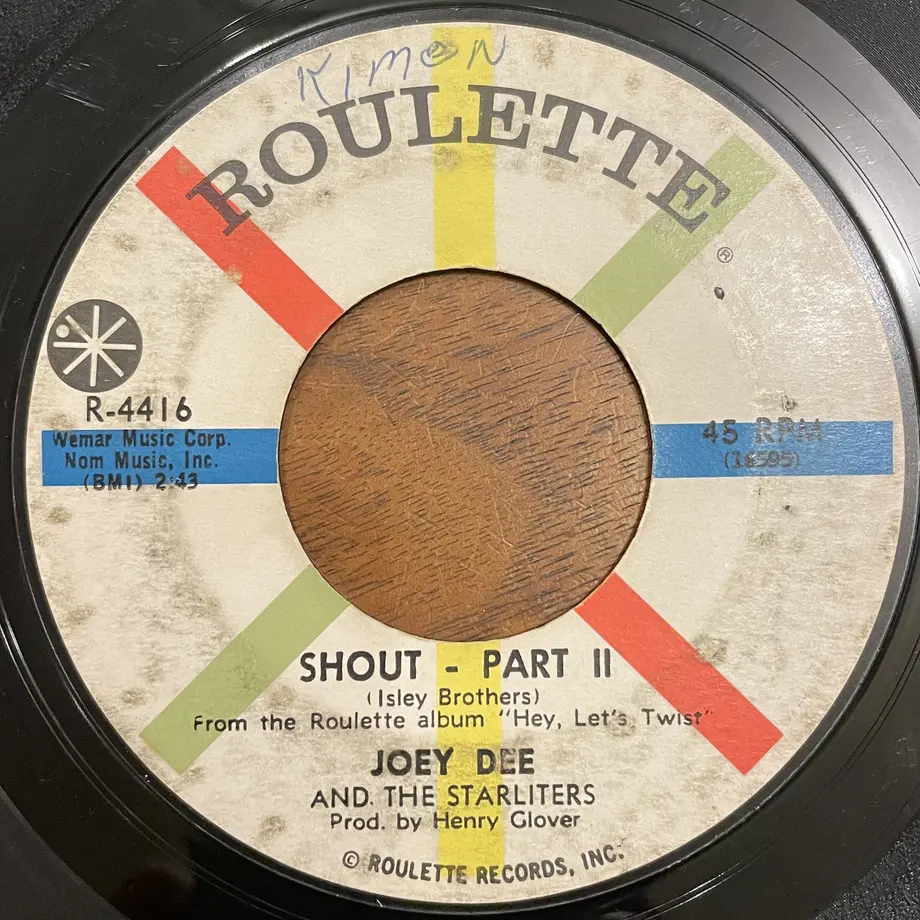 KIMON
ROULETTE
®
R-4416
Wemar Music Corp.
Nom Music, Inc.
(BMI) 2:43
45 RPM
(16595)
SHOUT - PART II
(Isley Brothers)
From the Roulette album "Hey, Let's Twist"
JOEY DEE
AND THE STARLITERS
Prod. by Henry Glover
© ROULETTE RECORDS, INC.